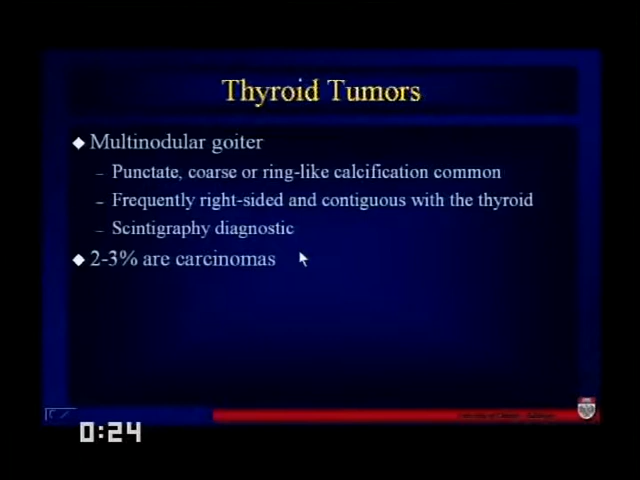 Thyroid Tumors
◆ Multinodular goiter
– Punctate, coarse or ring-like calcification common
– Frequently right-sided and contiguous with the thyroid
– Scintigraphy diagnostic
◆ 2-3% are carcinomas
0:24